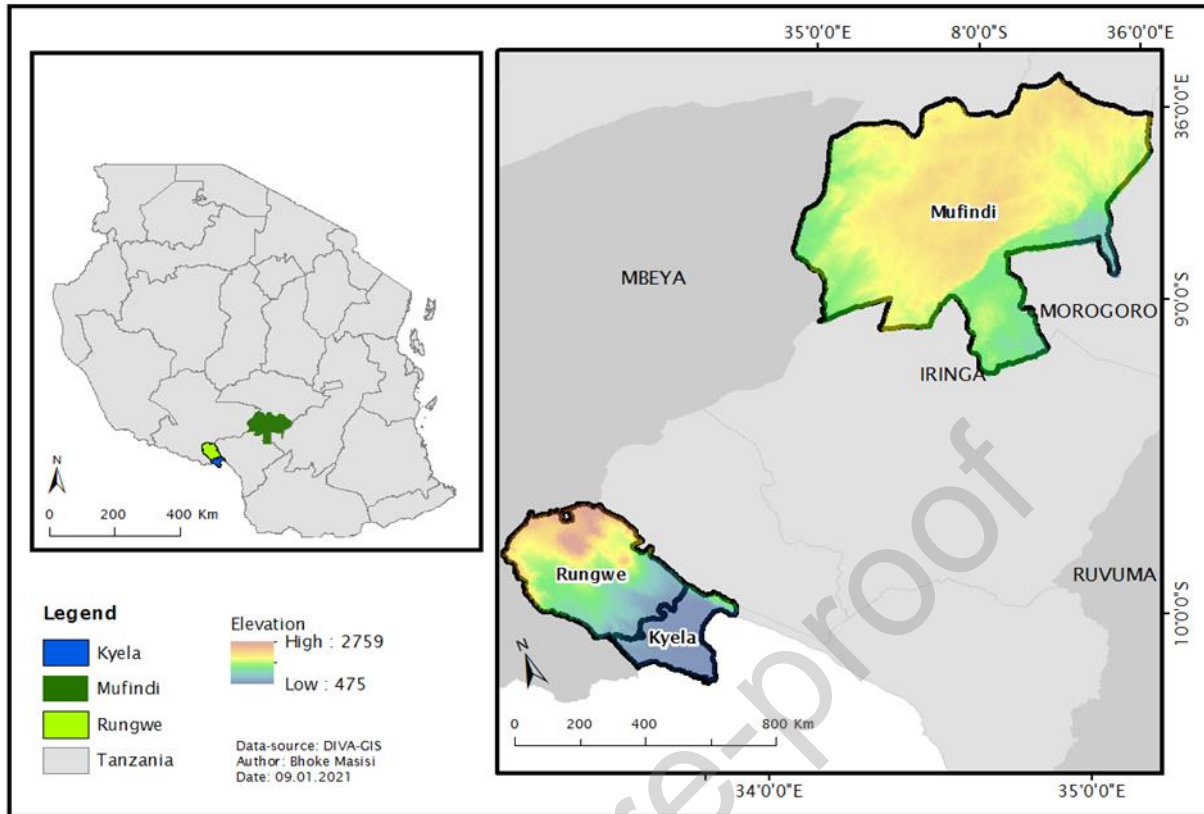 35°0'0"E
8°0'0"S
36°0'0"E
36°0'0"E
Mufindi
MBEYA
9°0'0"S
MOROGORO
IRINGA
N
0 200 400 Km
Rungwe
RUVUMA
10°0'0"S
Kyela
N
0 200 400 800 Km
34°0'0"E
35°0'0"E
Legend
Kyela
Mufindi
Rungwe
Tanzania
Elevation
High : 2759
Low : 475
Data-source: DIVA-GIS
Author: Bhoke Masisi
Date: 09.01.2021
re-proof